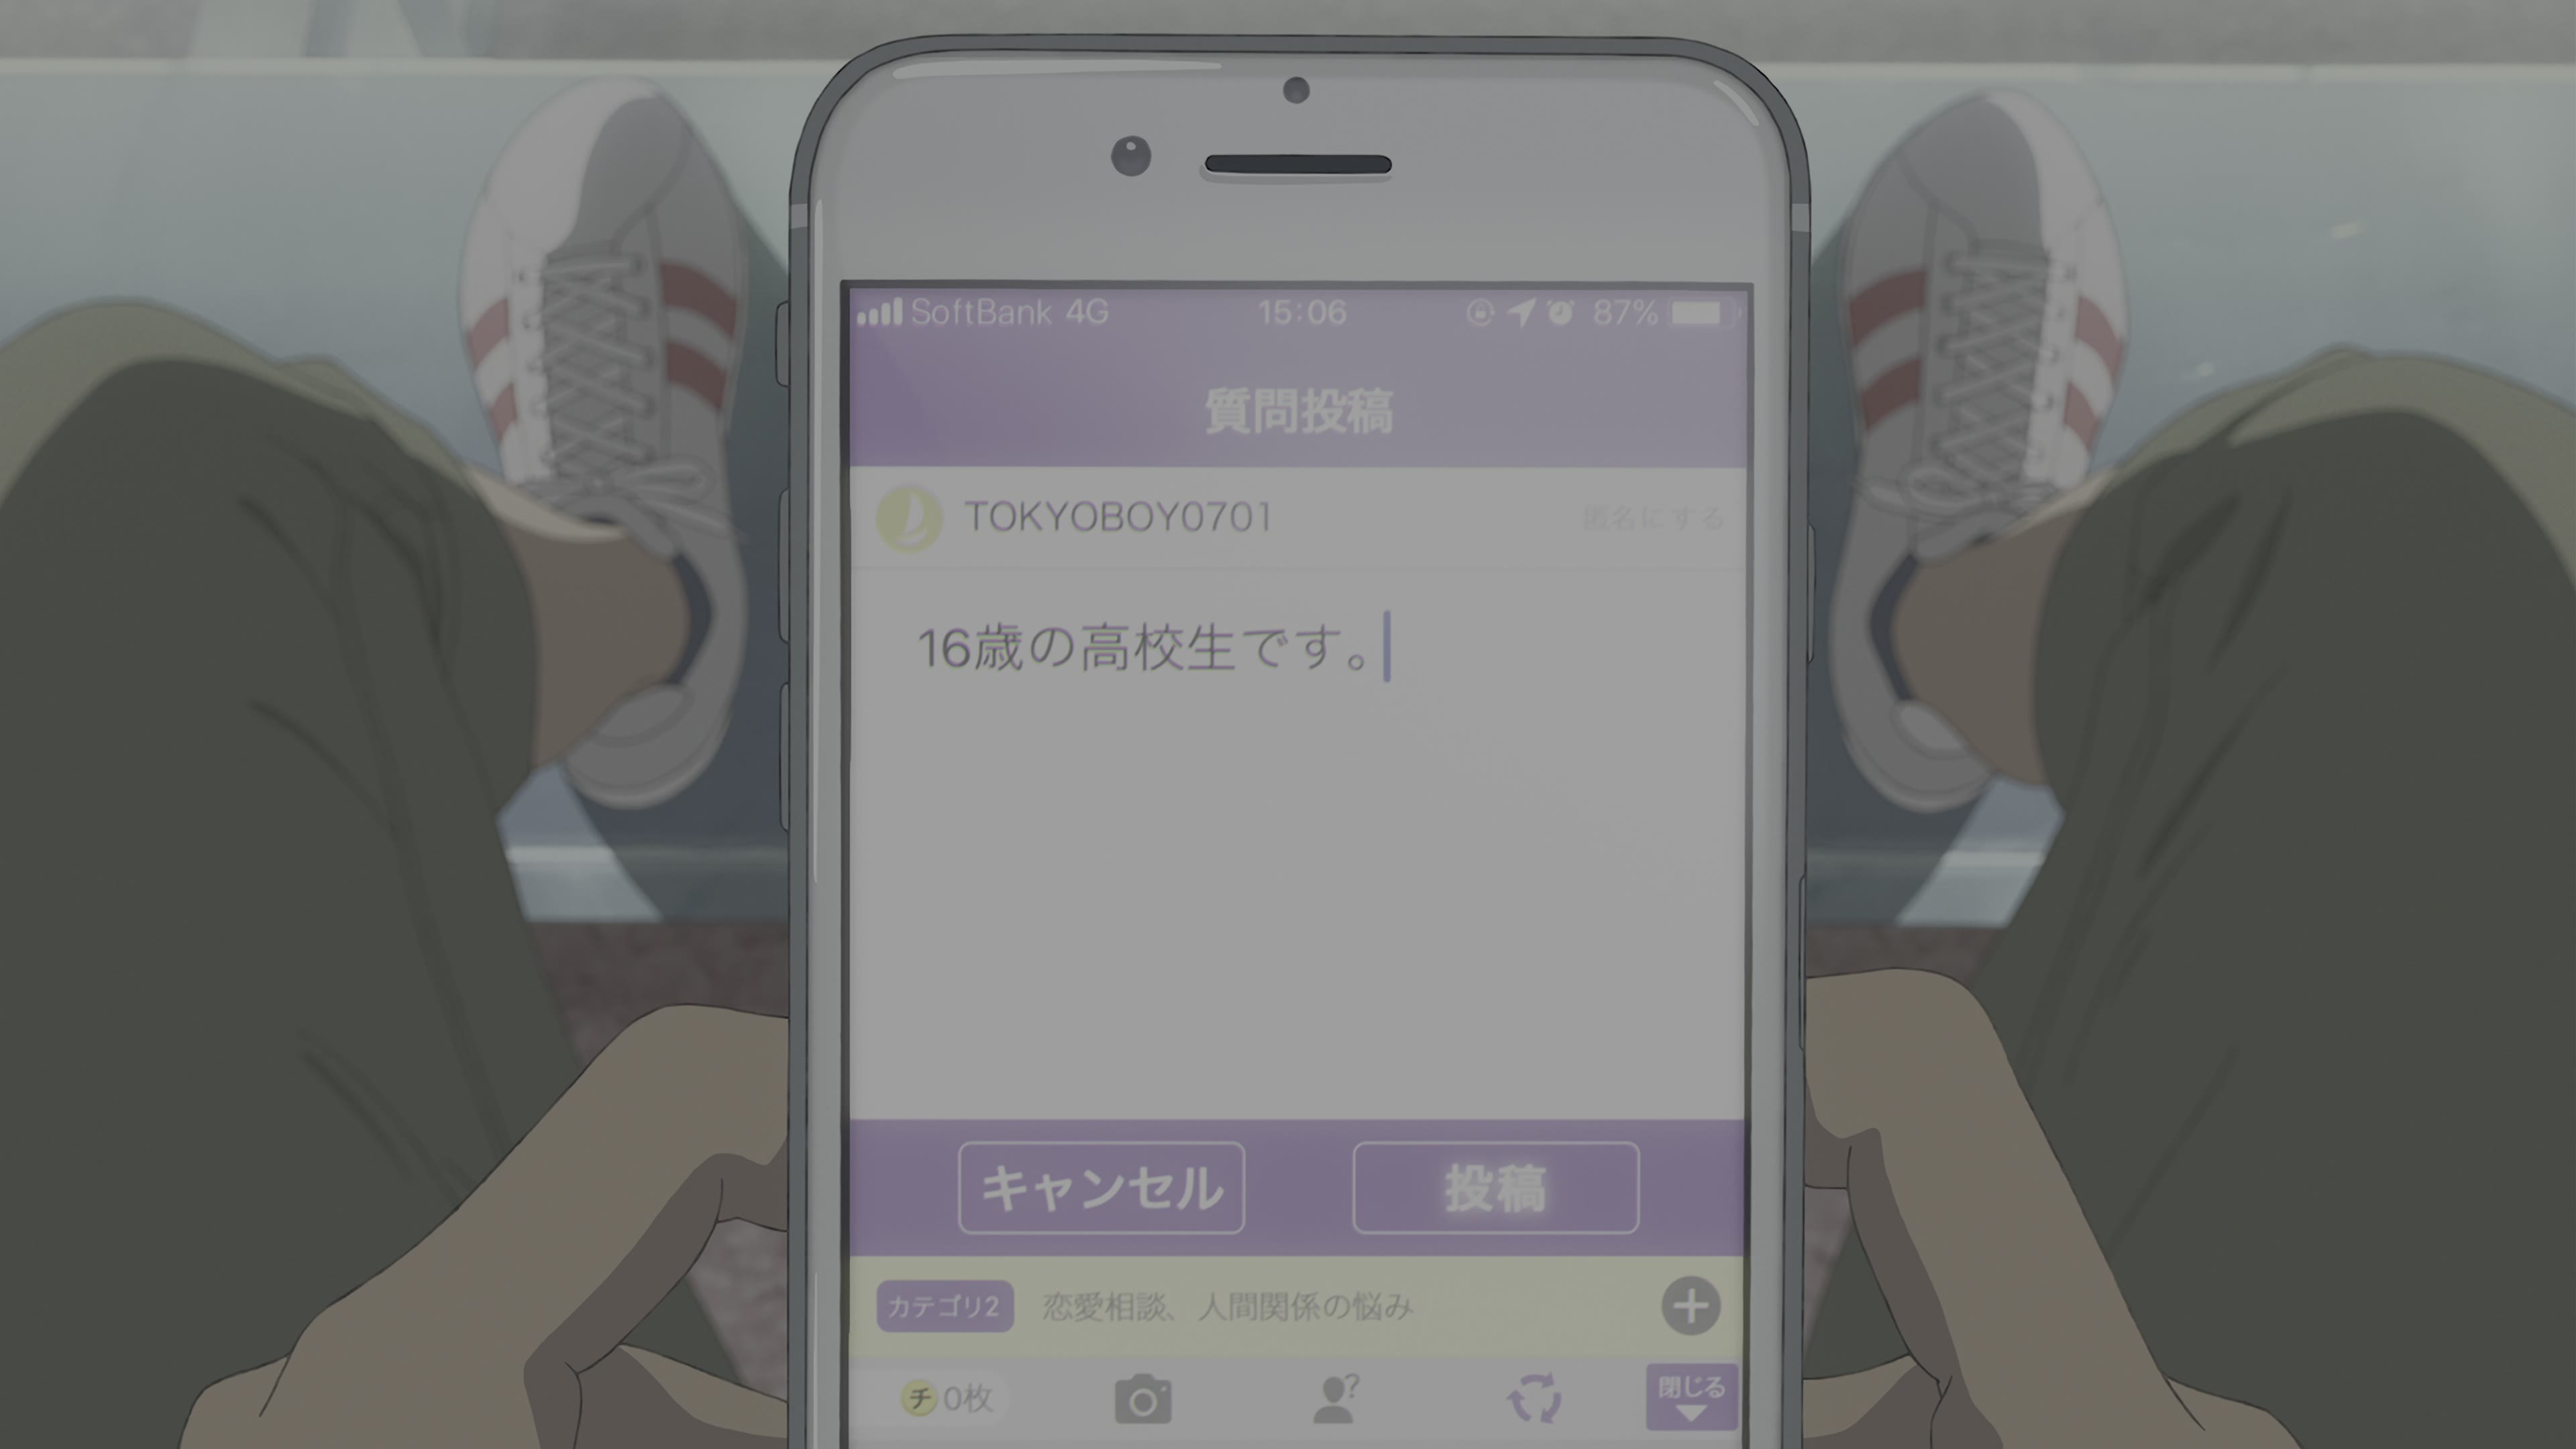 SoftBank 4G 15:06 87%
質問投稿
TOKYOBOY0701 匿名にする
16歳の高校生です。
キャンセル 投稿
カテゴリ2 恋愛相談、人間関係の悩み
チ 0枚 ? 閉じる